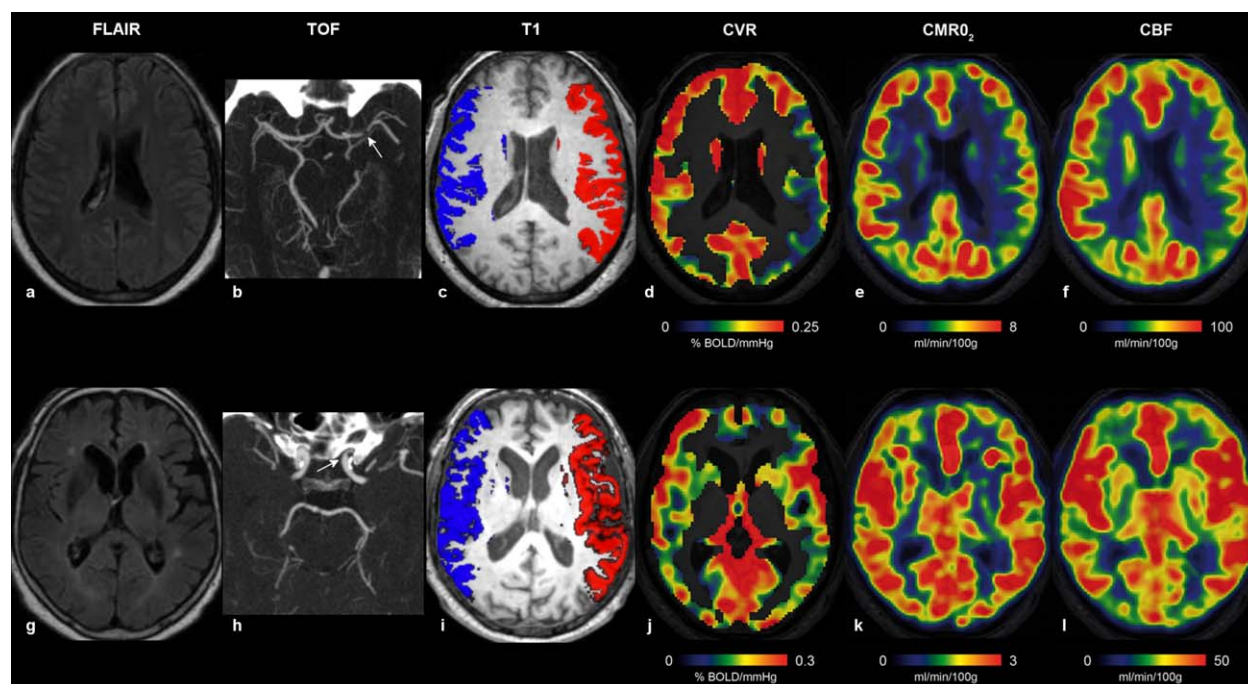 FLAIR TOF T1 CVR CMR0₂ CBF
a b c d e f
0 0.25 0 8 0 100
% BOLD/mmHg ml/min/100g ml/min/100g
g h i j k l
0 0.3 0 3 0 50
% BOLD/mmHg ml/min/100g ml/min/100g